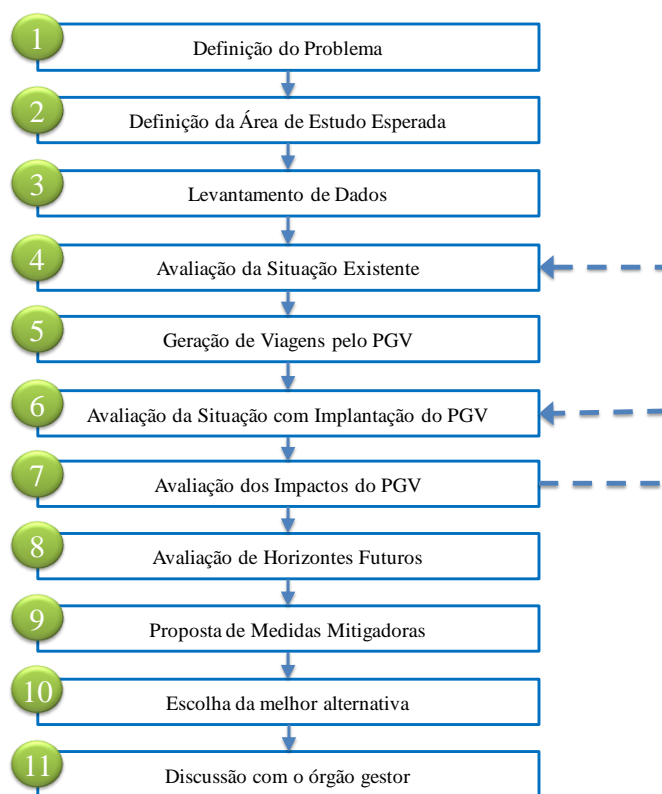 1
Definição do Problema
2
Definição da Área de Estudo Esperada
3
Levantamento de Dados
4
Avaliação da Situação Existente
5
Geração de Viagens pelo PGV
6
Avaliação da Situação com Implantação do PGV
7
Avaliação dos Impactos do PGV
8
Avaliação de Horizontes Futuros
9
Proposta de Medidas Mitigadoras
10
Escolha da melhor alternativa
11
Discussão com o órgão gestor